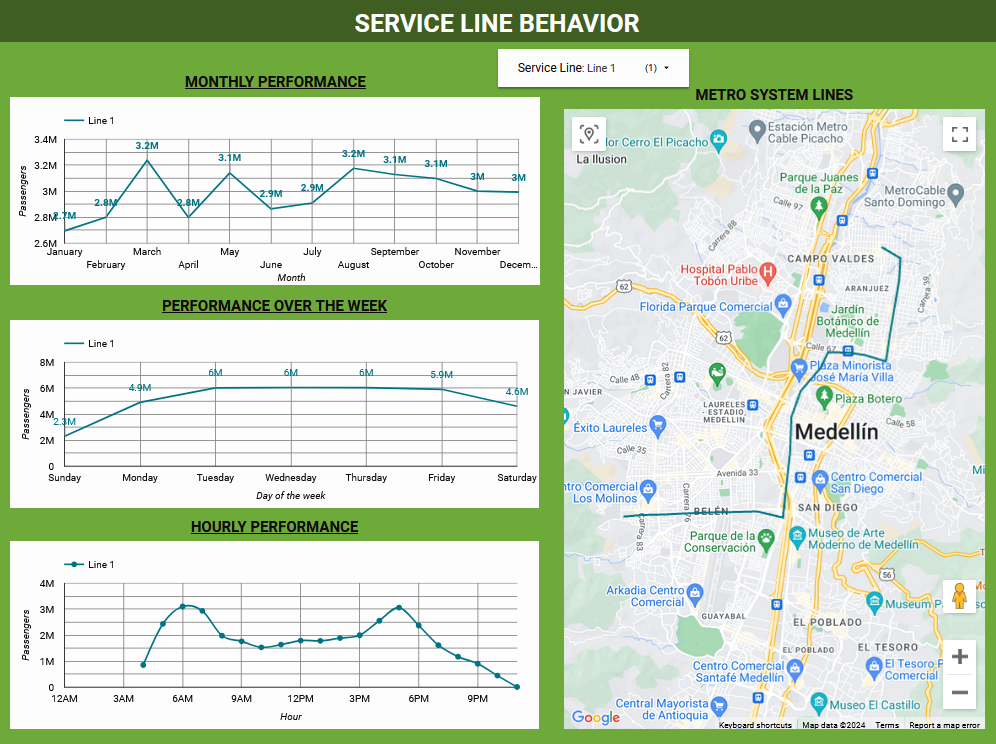 SERVICE LINE BEHAVIOR
Service Line: Line 1 (1)
MONTHLY PERFORMANCE
Line 1
Passengers
3.4M
3.2M
3M
2.8M
2.6M
2.7M
2.8M
3.2M
2.8M
3.1M
2.9M
2.9M
3.2M
3.1M
3.1M
3M
3M
January
February
March
April
May
June
July
August
September
October
November
Decem...
Month
PERFORMANCE OVER THE WEEK
Line 1
Passengers
8M
6M
4M
2M
0
2.3M
4.9M
6M
6M
6M
5.9M
4.6M
Sunday
Monday
Tuesday
Wednesday
Thursday
Friday
Saturday
Day of the week
HOURLY PERFORMANCE
Line 1
Passengers
4M
3M
2M
1M
0
12AM
3AM
6AM
9AM
12PM
3PM
6PM
9PM
Hour
METRO SYSTEM LINES
lor Cerro El Picacho
Estación Metro
Cable Picacho
La Ilusion
Parque Juanes
de la Paz
MetroCable
Santo Domingo
Calle 97
Carrera 88
CAMPO VALDES
Hospital Pablo
Tobón Uribe
ARANJUEZ
Carrera 39
62
Florida Parque Comercial
Jardín
Botánico de
Medellín
62
Calle 67
Plaza Minorista
José María Villa
Carrera 82
Calle 48
N JAVIER
Plaza Botero
LAURELES
- ESTADIO,
MEDELLIN
Calle 58
Éxito Laureles
Medellín
Calle 35
Avenida 33
Mi
ntro Comercial
Los Molinos
Centro Comercial
San Diego
Carrera 76
BELÉN
SAN DIEGO
Carrera 83
Parque de la
Conservación
Museo de Arte
Moderno de Medellín
56
Arkadia Centro
Comercial
Museum P
GUAYABAL
EL POBLADO
EL POBLADO
EL TESORO
Centro Comercial
Santafé Medellín
El Tesoro P
Comercial
Central Mayorista
de Antioquia
Museo El Castillo
Google
Keyboard shortcuts
Map data ©2024
Terms
Report a map error